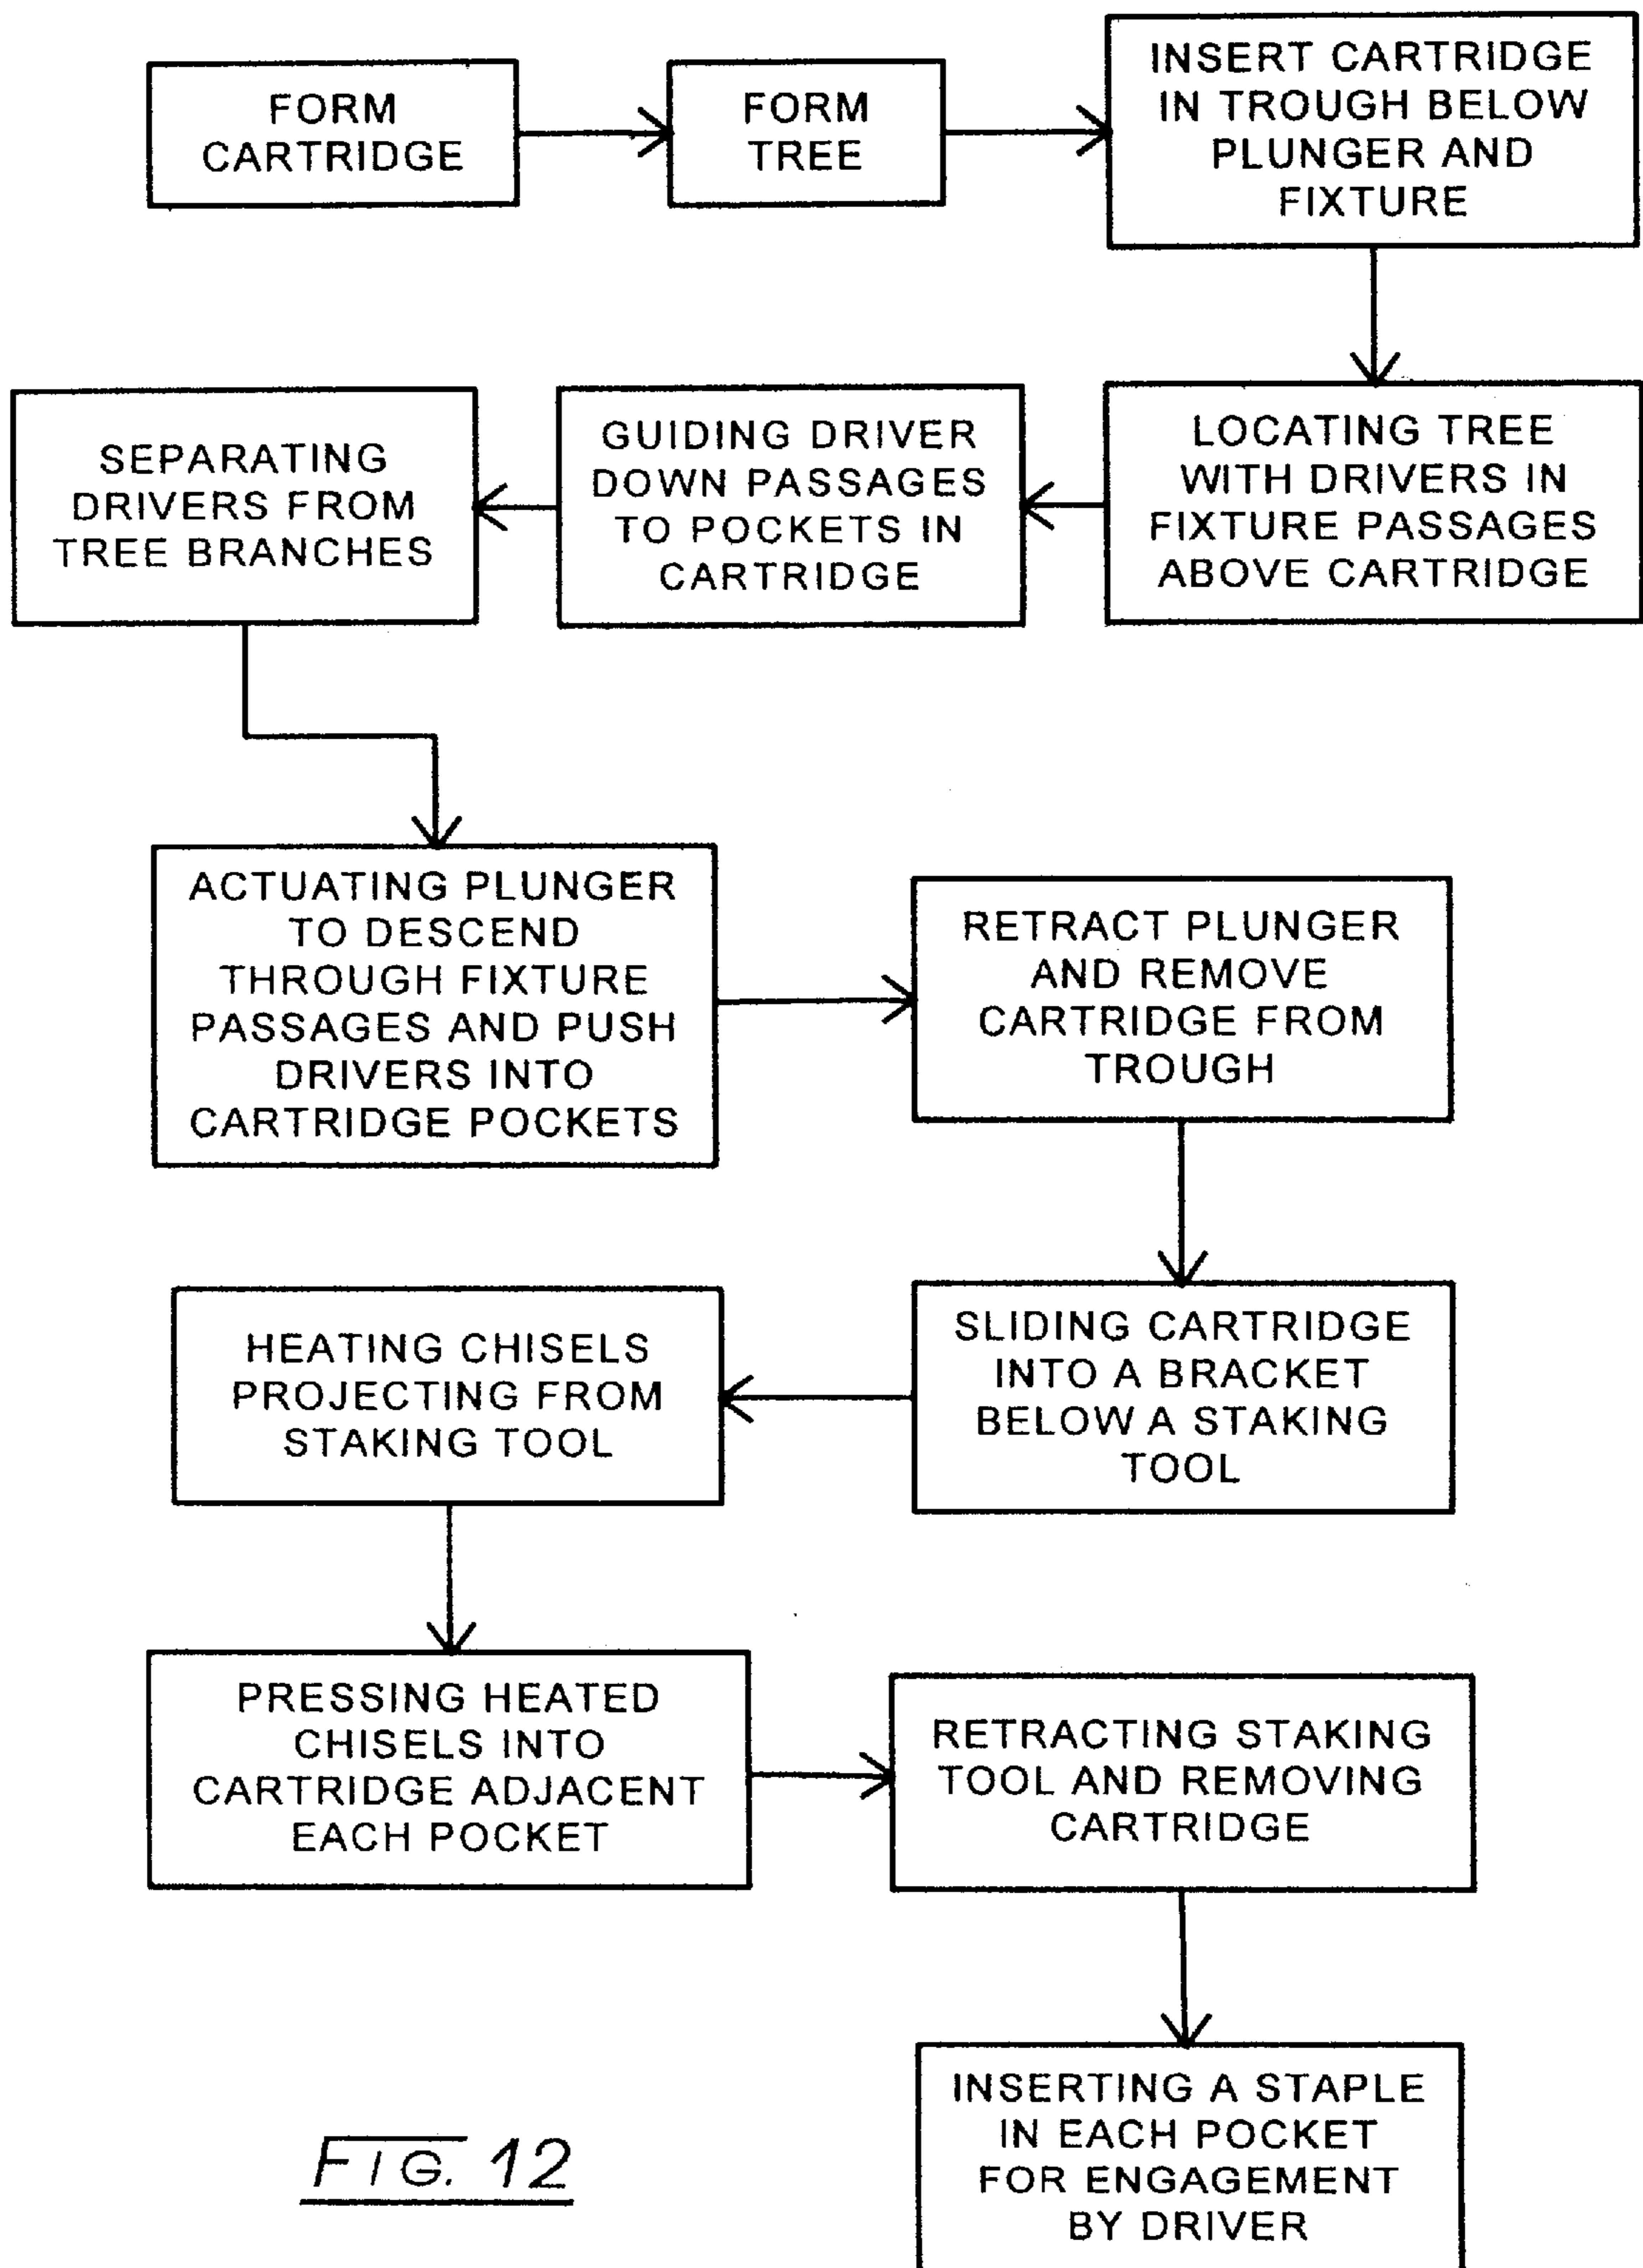 FORM
CARTRIDGE
FORM
TREE
INSERT CARTRIDGE
IN TROUGH BELOW
PLUNGER AND
FIXTURE
LOCATING TREE
WITH DRIVERS IN
FIXTURE PASSAGES
ABOVE CARTRIDGE
GUIDING DRIVER
DOWN PASSAGES
TO POCKETS IN
CARTRIDGE
SEPARATING
DRIVERS FROM
TREE BRANCHES
ACTUATING PLUNGER
TO DESCEND
THROUGH FIXTURE
PASSAGES AND PUSH
DRIVERS INTO
CARTRIDGE POCKETS
RETRACT PLUNGER
AND REMOVE
CARTRIDGE FROM
TROUGH
SLIDING CARTRIDGE
INTO A BRACKET
BELOW A STAKING
TOOL
HEATING CHISELS
PROJECTING FROM
STAKING TOOL
PRESSING HEATED
CHISELS INTO
CARTRIDGE ADJACENT
EACH POCKET
RETRACTING STAKING
TOOL AND REMOVING
CARTRIDGE
INSERTING A STAPLE
IN EACH POCKET
FOR ENGAGEMENT
BY DRIVER
FIG. 12